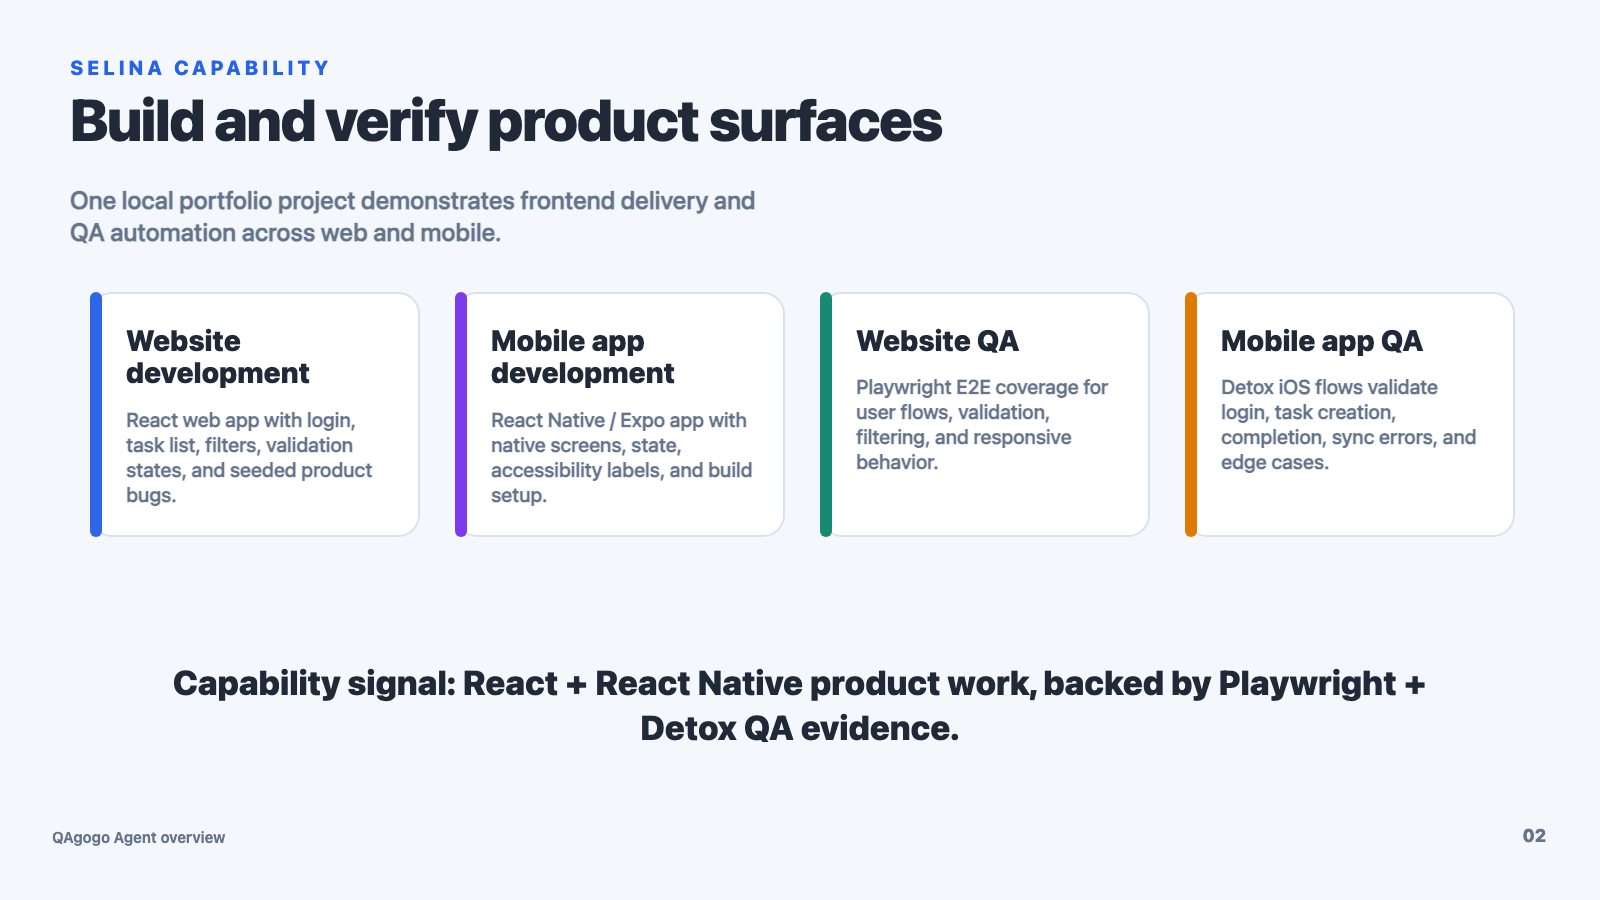 SELINA CAPABILITY
Build and verify product surfaces
One local portfolio project demonstrates frontend delivery and
QA automation across web and mobile.
Website
development
React web app with login,
task list, filters, validation
states, and seeded product
bugs.
Mobile app
development
React Native / Expo app with
native screens, state,
accessibility labels, and build
setup.
Website QA
Playwright E2E coverage for
user flows, validation,
filtering, and responsive
behavior.
Mobile app QA
Detox iOS flows validate
login, task creation,
completion, sync errors, and
edge cases.
Capability signal: React + React Native product work, backed by Playwright +
Detox QA evidence.
QAgogo Agent overview
02